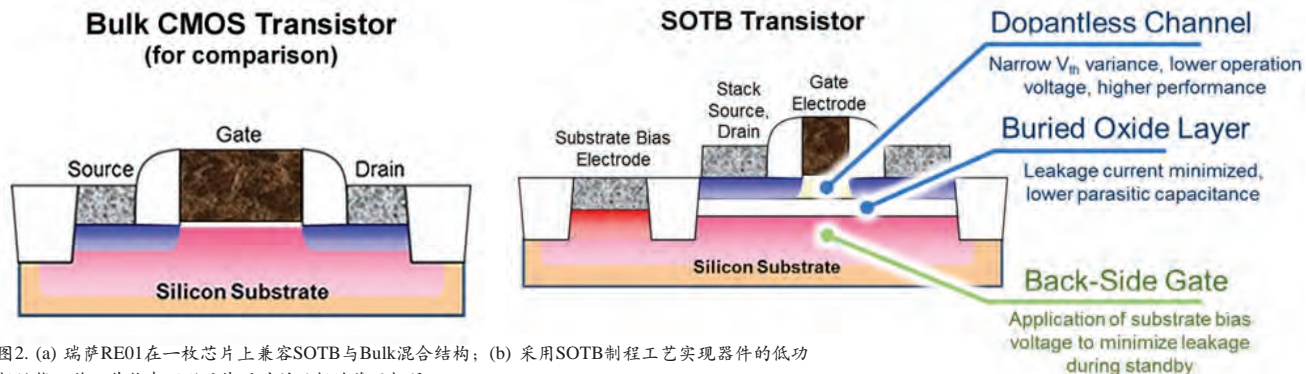 Bulk CMOS Transistor
(for comparison)
Gate
Source
Drain
Silicon Substrate
SOTB Transistor
Stack
Source,
Drain
Gate
Electrode
Substrate Bias
Electrode
Silicon Substrate
Dopantless Channel
Narrow Vth variance, lower operation
voltage, higher performance
Buried Oxide Layer
Leakage current minimized,
lower parasitic capacitance
Back-Side Gate
Application of substrate bias
voltage to minimize leakage
during standby
图2. (a) 瑞萨RE01在一枚芯片上兼容SOTB与Bulk混合结构；(b) 采用SOTB制程工艺实现器件的低功